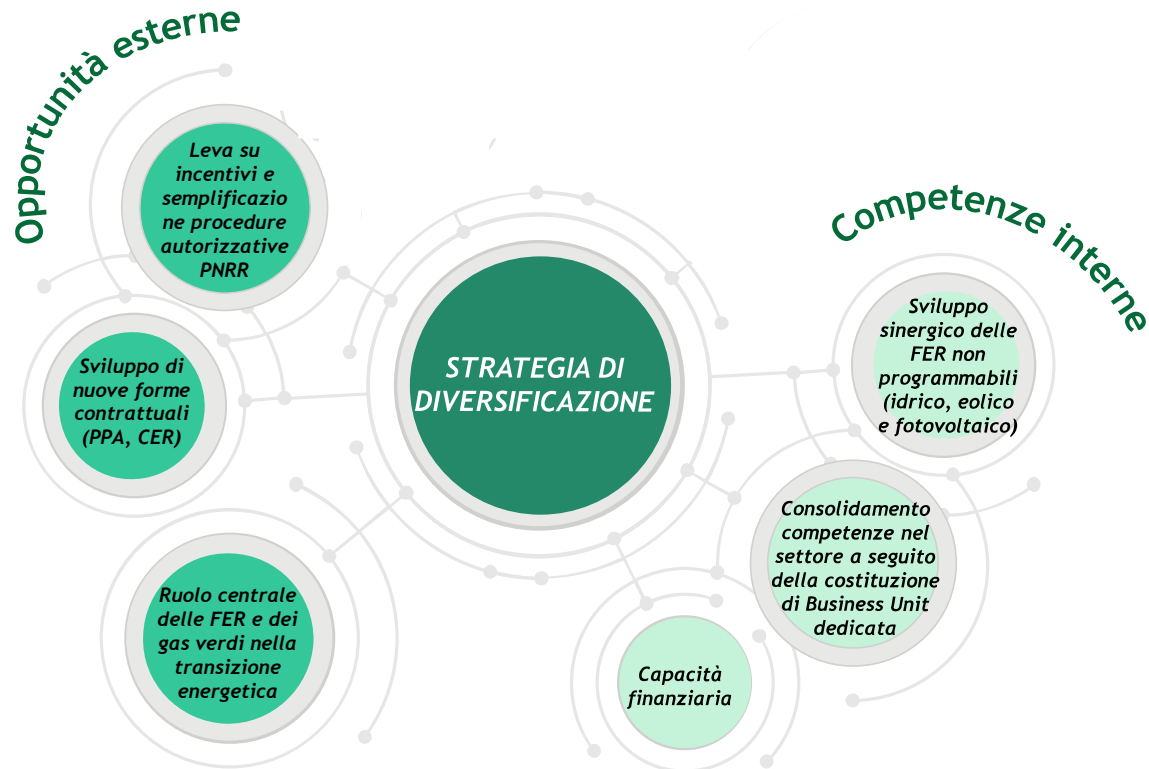 Opportunità esterne
Leva su
incentivi e
semplificazio
ne procedure
autorizzative
PNRR
Sviluppo di
nuove forme
contrattuali
(PPA, CER)
Ruolo centrale
delle FER e dei
gas verdi nella
transizione
energetica
STRATEGIA DI
DIVERSIFICAZIONE
Competenze interne
Sviluppo
sinergico delle
FER non
programmabili
(idrico, eolico
e fotovoltaico)
Consolidamento
competenze nel
settore a seguito
della costituzione
di Business Unit
dedicata
Capacità
finanziaria